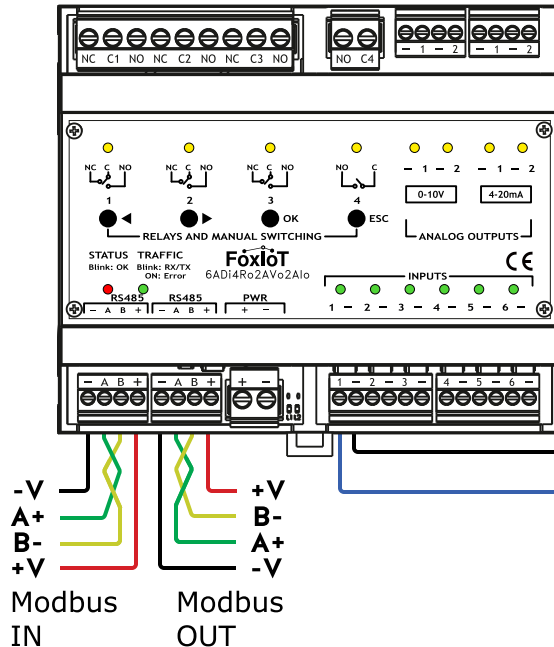 NC C1 NO NC C2 NO NC C3 NO
NO C4
– 1 – 2
– 1 – 2
NC C NO
NC C NO
NC C NO
NO C
– 1 – 2
– 1 – 2
0-10V
4-20mA
1
2
3
4
OK
ESC
RELAYS AND MANUAL SWITCHING
ANALOG OUTPUTS
STATUS
Blink: OK
TRAFFIC
Blink: RX/TX
ON: Error
FoxIoT
6ADi4Ro2AVo2AIo
CE
INPUTS
RS485
– A B +
RS485
– A B +
PWR
+ –
1 – 2 – 3 – 4 – 5 – 6 –
– A B +
– A B +
+ –
1 – 2 – 3 –
4 – 5 – 6 –
-V
A+
B-
+V
+V
B-
A+
-V
Modbus
IN
Modbus
OUT